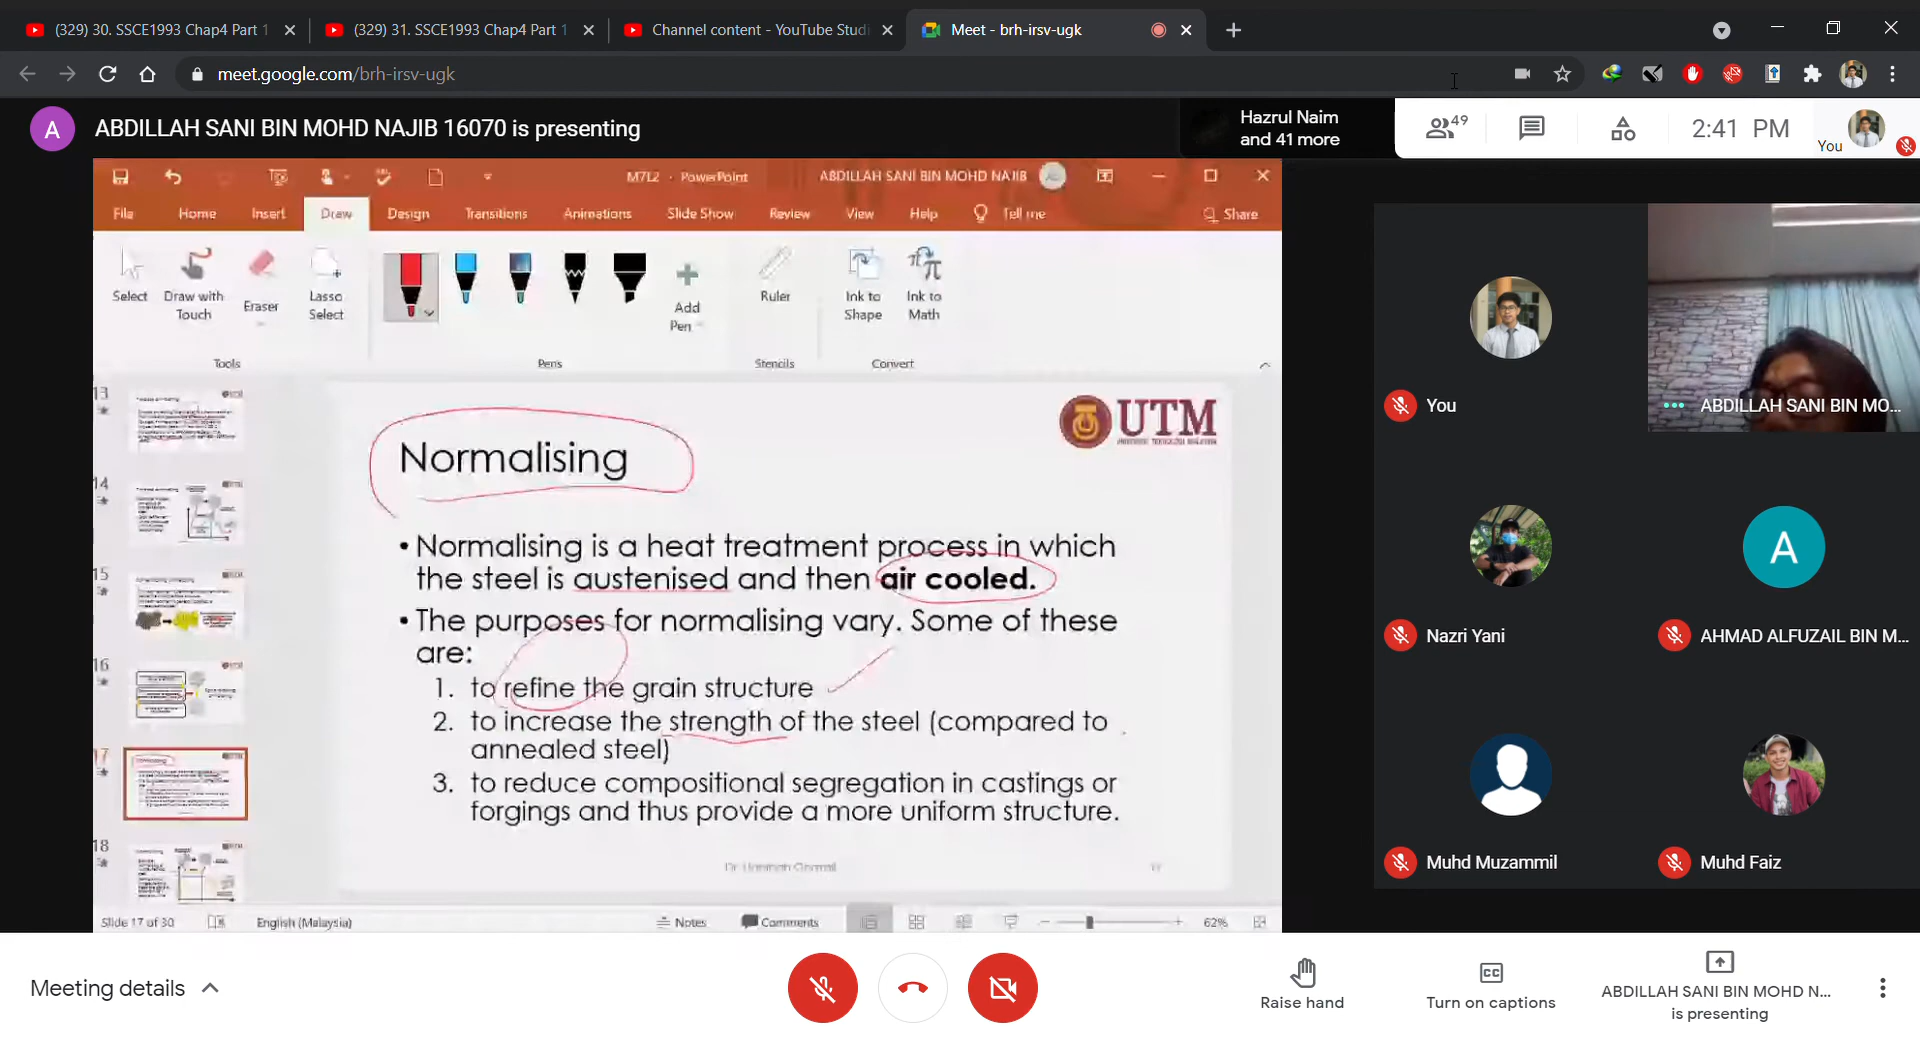 (329) 30. SSCE1993 Chap4 Part 1
(329) 31. SSCE1993 Chap4 Part 1
Channel content - YouTube Studi
Meet - brh-irsv-ugk
meet.google.com/brh-irsv-ugk
A
ABDILLAH SANI BIN MOHD NAJIB 16070 is presenting
Hazrul Naim
and 41 more
49
2:41 PM
You
M7L2 - PowerPoint
ABDILLAH SANI BIN MOHD NAJIB
File
Home
Insert
Draw
Design
Transitions
Animations
Slide Show
Review
View
Help
Tell me
Share
Select
Draw with
Touch
Eraser
Lasso
Select
Add
Pen
Ruler
Ink to
Shape
Ink to
Math
Tools
Pens
Stencils
Convert
13
14
15
16
17
18
UTM
UNIVERSITI TEKNOLOGI MALAYSIA
Normalising
• Normalising is a heat treatment process in which
the steel is austenised and then air cooled.
• The purposes for normalising vary. Some of these
are:
1. to refine the grain structure
2. to increase the strength of the steel (compared to
annealed steel)
3. to reduce compositional segregation in castings or
forgings and thus provide a more uniform structure.
17
Slide 17 of 30
English (Malaysia)
Notes
Comments
62%
You
ABDILLAH SANI BIN MO...
Nazri Yani
A
AHMAD ALFUZAIL BIN M...
Muhd Muzammil
Muhd Faiz
Meeting details
Raise hand
CC
Turn on captions
ABDILLAH SANI BIN MOHD N...
is presenting